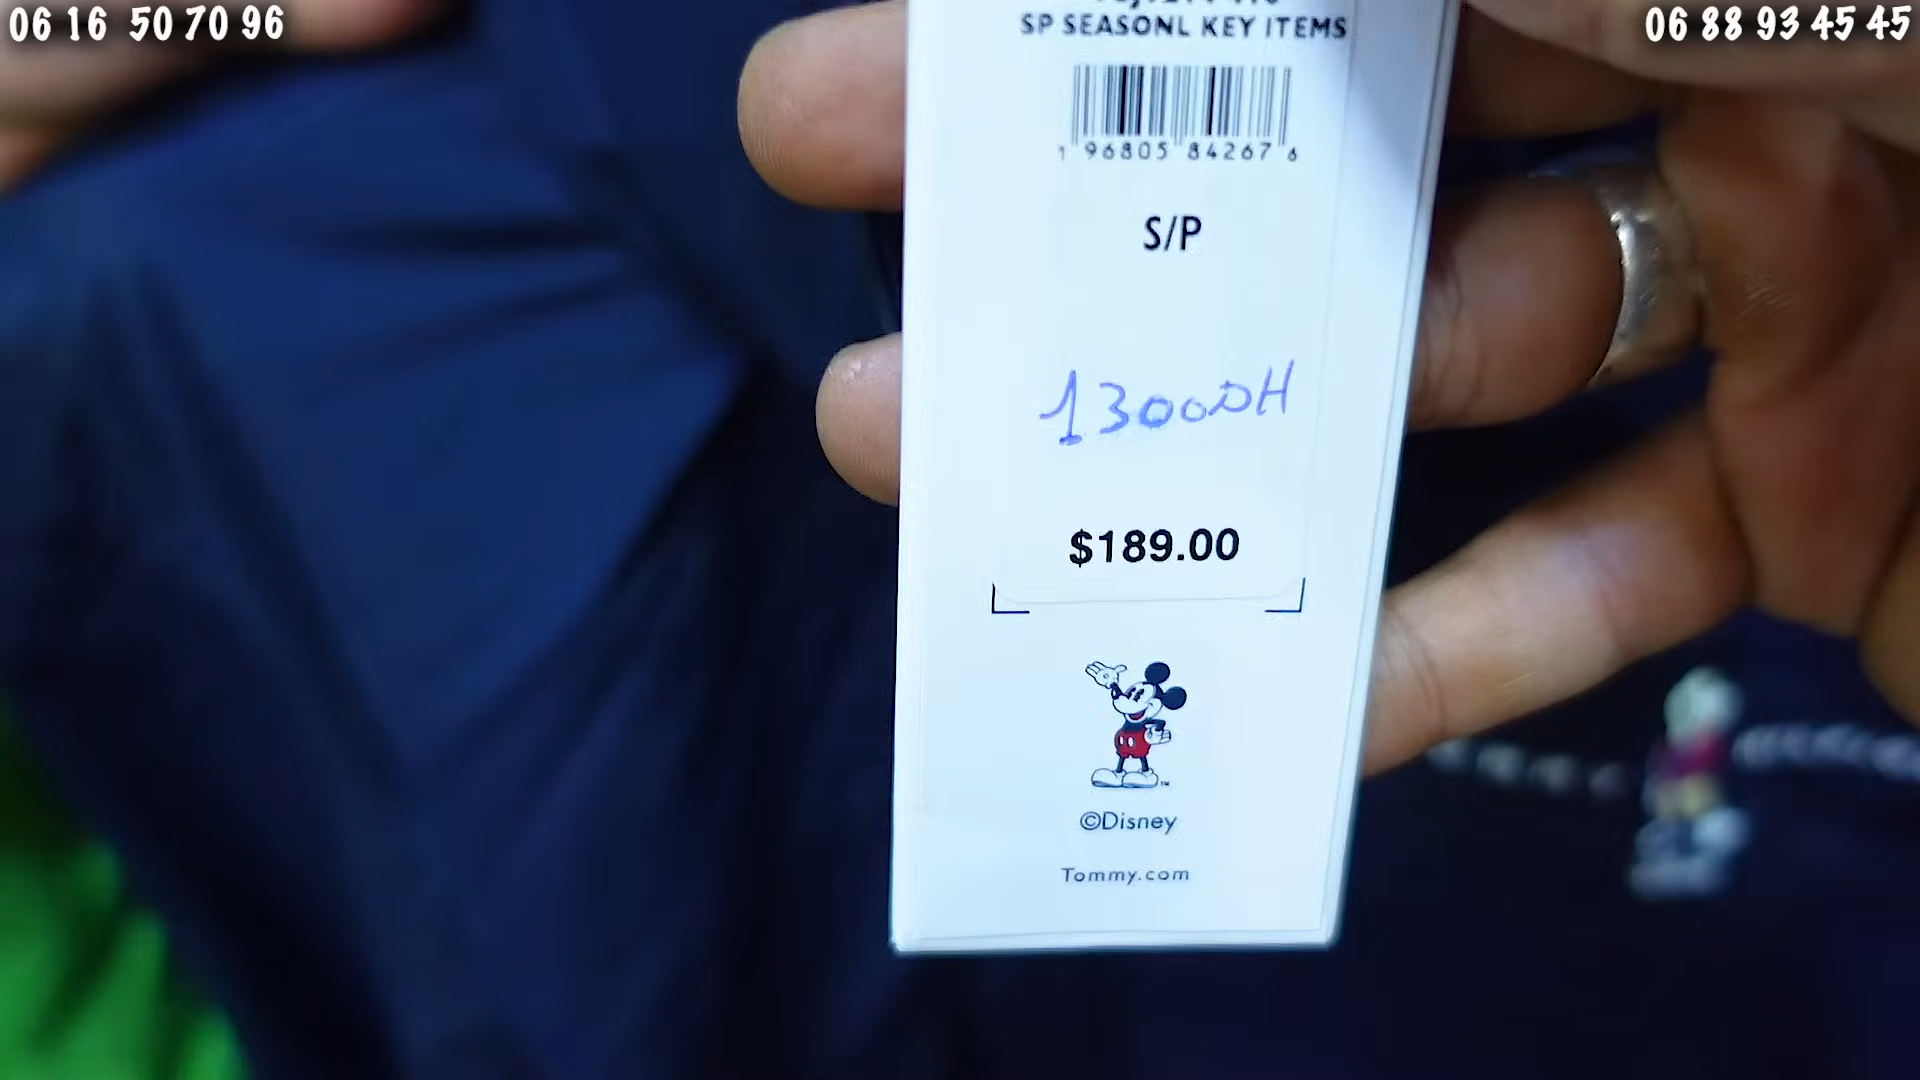 06 16 50 70 96
06 88 93 45 45
SP SEASONL KEY ITEMS
1 96805 84267 6
S/P
1300DH
$189.00
©Disney
Tommy.com